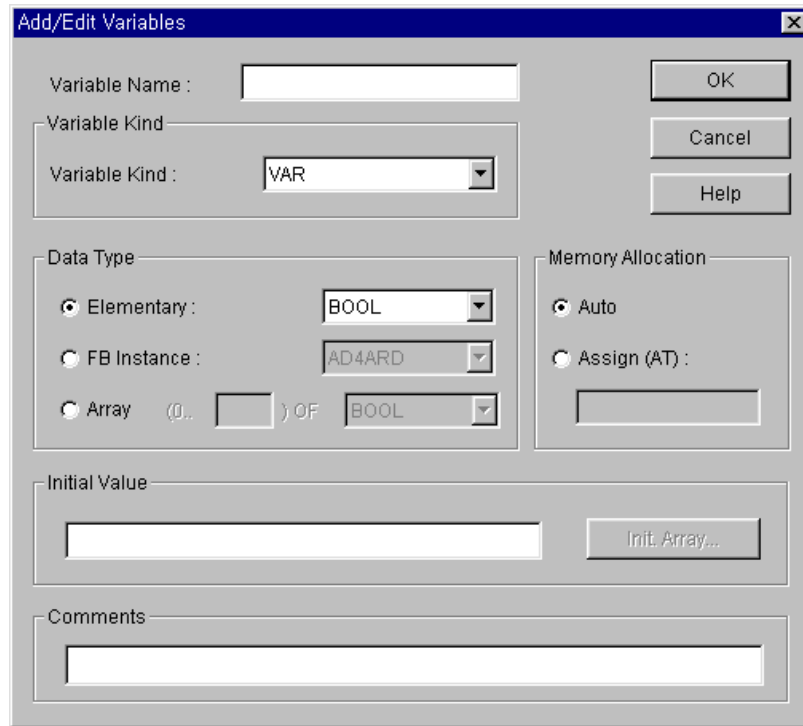 Add/Edit Variables
Variable Name :
OK
Variable Kind
Cancel
Variable Kind :
VAR
Help
Data Type
Memory Allocation
Elementary :
BOOL
Auto
FB Instance :
AD4ARD
Assign (AT) :
Array (0.. ) OF BOOL
Initial Value
Init. Array...
Comments